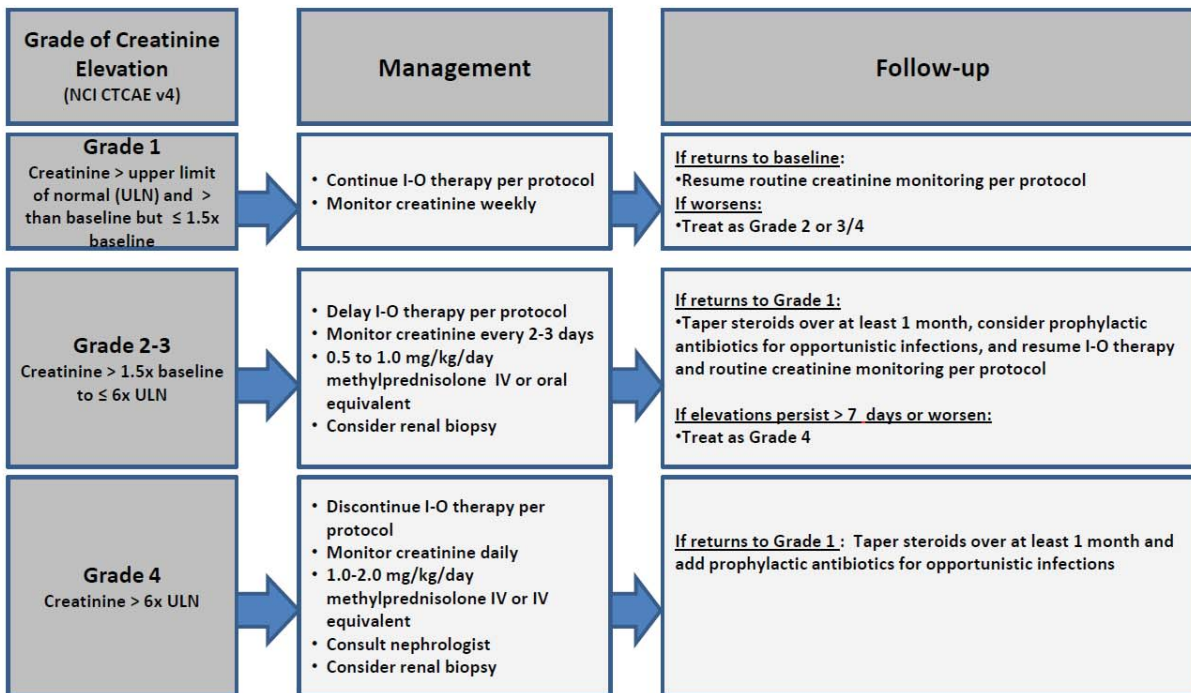 Grade of Creatinine
Elevation
(NCI CTCAE v4)
Management
Follow-up
Grade 1
Creatinine > upper limit
of normal (ULN) and >
than baseline but ≤ 1.5x
baseline
• Continue I-O therapy per protocol
• Monitor creatinine weekly
If returns to baseline:
•Resume routine creatinine monitoring per protocol
If worsens:
•Treat as Grade 2 or 3/4
Grade 2-3
Creatinine > 1.5x baseline
to ≤ 6x ULN
• Delay I-O therapy per protocol
• Monitor creatinine every 2-3 days
• 0.5 to 1.0 mg/kg/day
methylprednisolone IV or oral
equivalent
• Consider renal biopsy
If returns to Grade 1:
•Taper steroids over at least 1 month, consider prophylactic
antibiotics for opportunistic infections, and resume I-O therapy
and routine creatinine monitoring per protocol
If elevations persist > 7 days or worsen:
•Treat as Grade 4
Grade 4
Creatinine > 6x ULN
• Discontinue I-O therapy per
protocol
• Monitor creatinine daily
• 1.0-2.0 mg/kg/day
methylprednisolone IV or IV
equivalent
• Consult nephrologist
• Consider renal biopsy
If returns to Grade 1 : Taper steroids over at least 1 month and
add prophylactic antibiotics for opportunistic infections